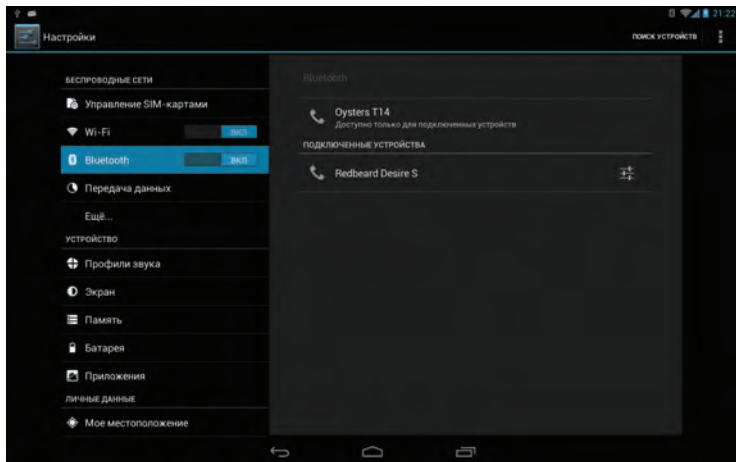 21:22
Настройки
ПОИСК УСТРОЙСТВ
БЕСПРОВОДНЫЕ СЕТИ
Управление SIM-картами
Wi-Fi ВКЛ
Bluetooth ВКЛ
Передача данных
Ещё...
УСТРОЙСТВО
Профили звука
Экран
Память
Батарея
Приложения
ЛИЧНЫЕ ДАННЫЕ
Мое местоположение
Bluetooth
Oysters T14
Доступно только для подключенных устройств
ПОДКЛЮЧЕННЫЕ УСТРОЙСТВА
Redbeard Desire S